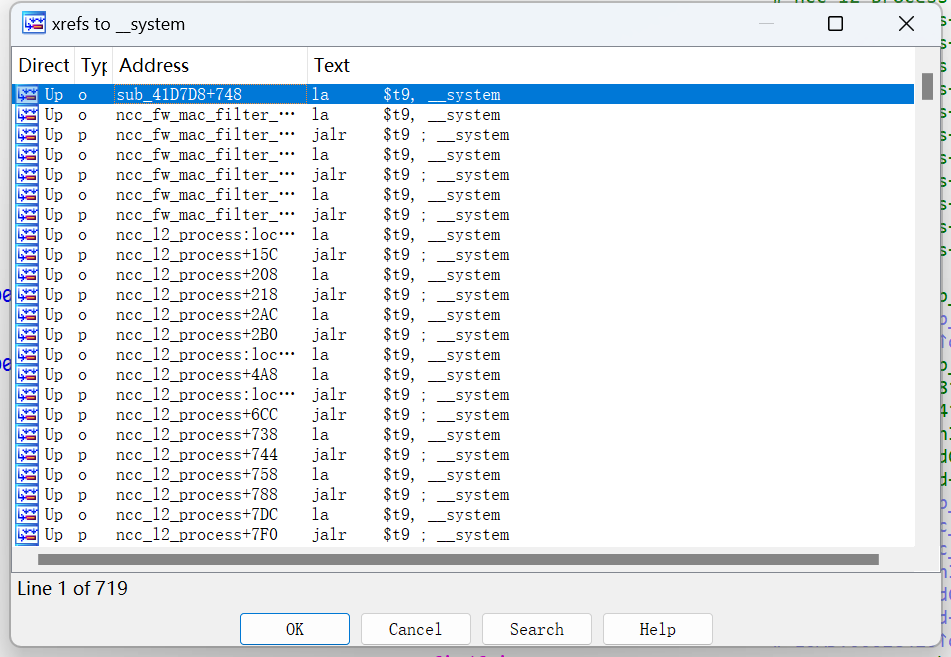 xrefs to __system
Direct Typ Address Text
Up o sub_41D7D8+748 la $t9, __system
Up o ncc_fw_mac_filter_… la $t9, __system
Up p ncc_fw_mac_filter_… jalr $t9 ; __system
Up o ncc_fw_mac_filter_… la $t9, __system
Up p ncc_fw_mac_filter_… jalr $t9 ; __system
Up o ncc_fw_mac_filter_… la $t9, __system
Up p ncc_fw_mac_filter_… jalr $t9 ; __system
Up o ncc_l2_process:loc… la $t9, __system
Up p ncc_l2_process+15C jalr $t9 ; __system
Up o ncc_l2_process+208 la $t9, __system
Up p ncc_l2_process+218 jalr $t9 ; __system
Up o ncc_l2_process+2AC la $t9, __system
Up p ncc_l2_process+2B0 jalr $t9 ; __system
Up o ncc_l2_process:loc… la $t9, __system
Up o ncc_l2_process+4A8 la $t9, __system
Up p ncc_l2_process:loc… jalr $t9 ; __system
Up p ncc_l2_process+6CC jalr $t9 ; __system
Up o ncc_l2_process+738 la $t9, __system
Up p ncc_l2_process+744 jalr $t9 ; __system
Up o ncc_l2_process+758 la $t9, __system
Up p ncc_l2_process+788 jalr $t9 ; __system
Up o ncc_l2_process+7DC la $t9, __system
Up p ncc_l2_process+7F0 jalr $t9 ; __system
Line 1 of 719
OK Cancel Search Help